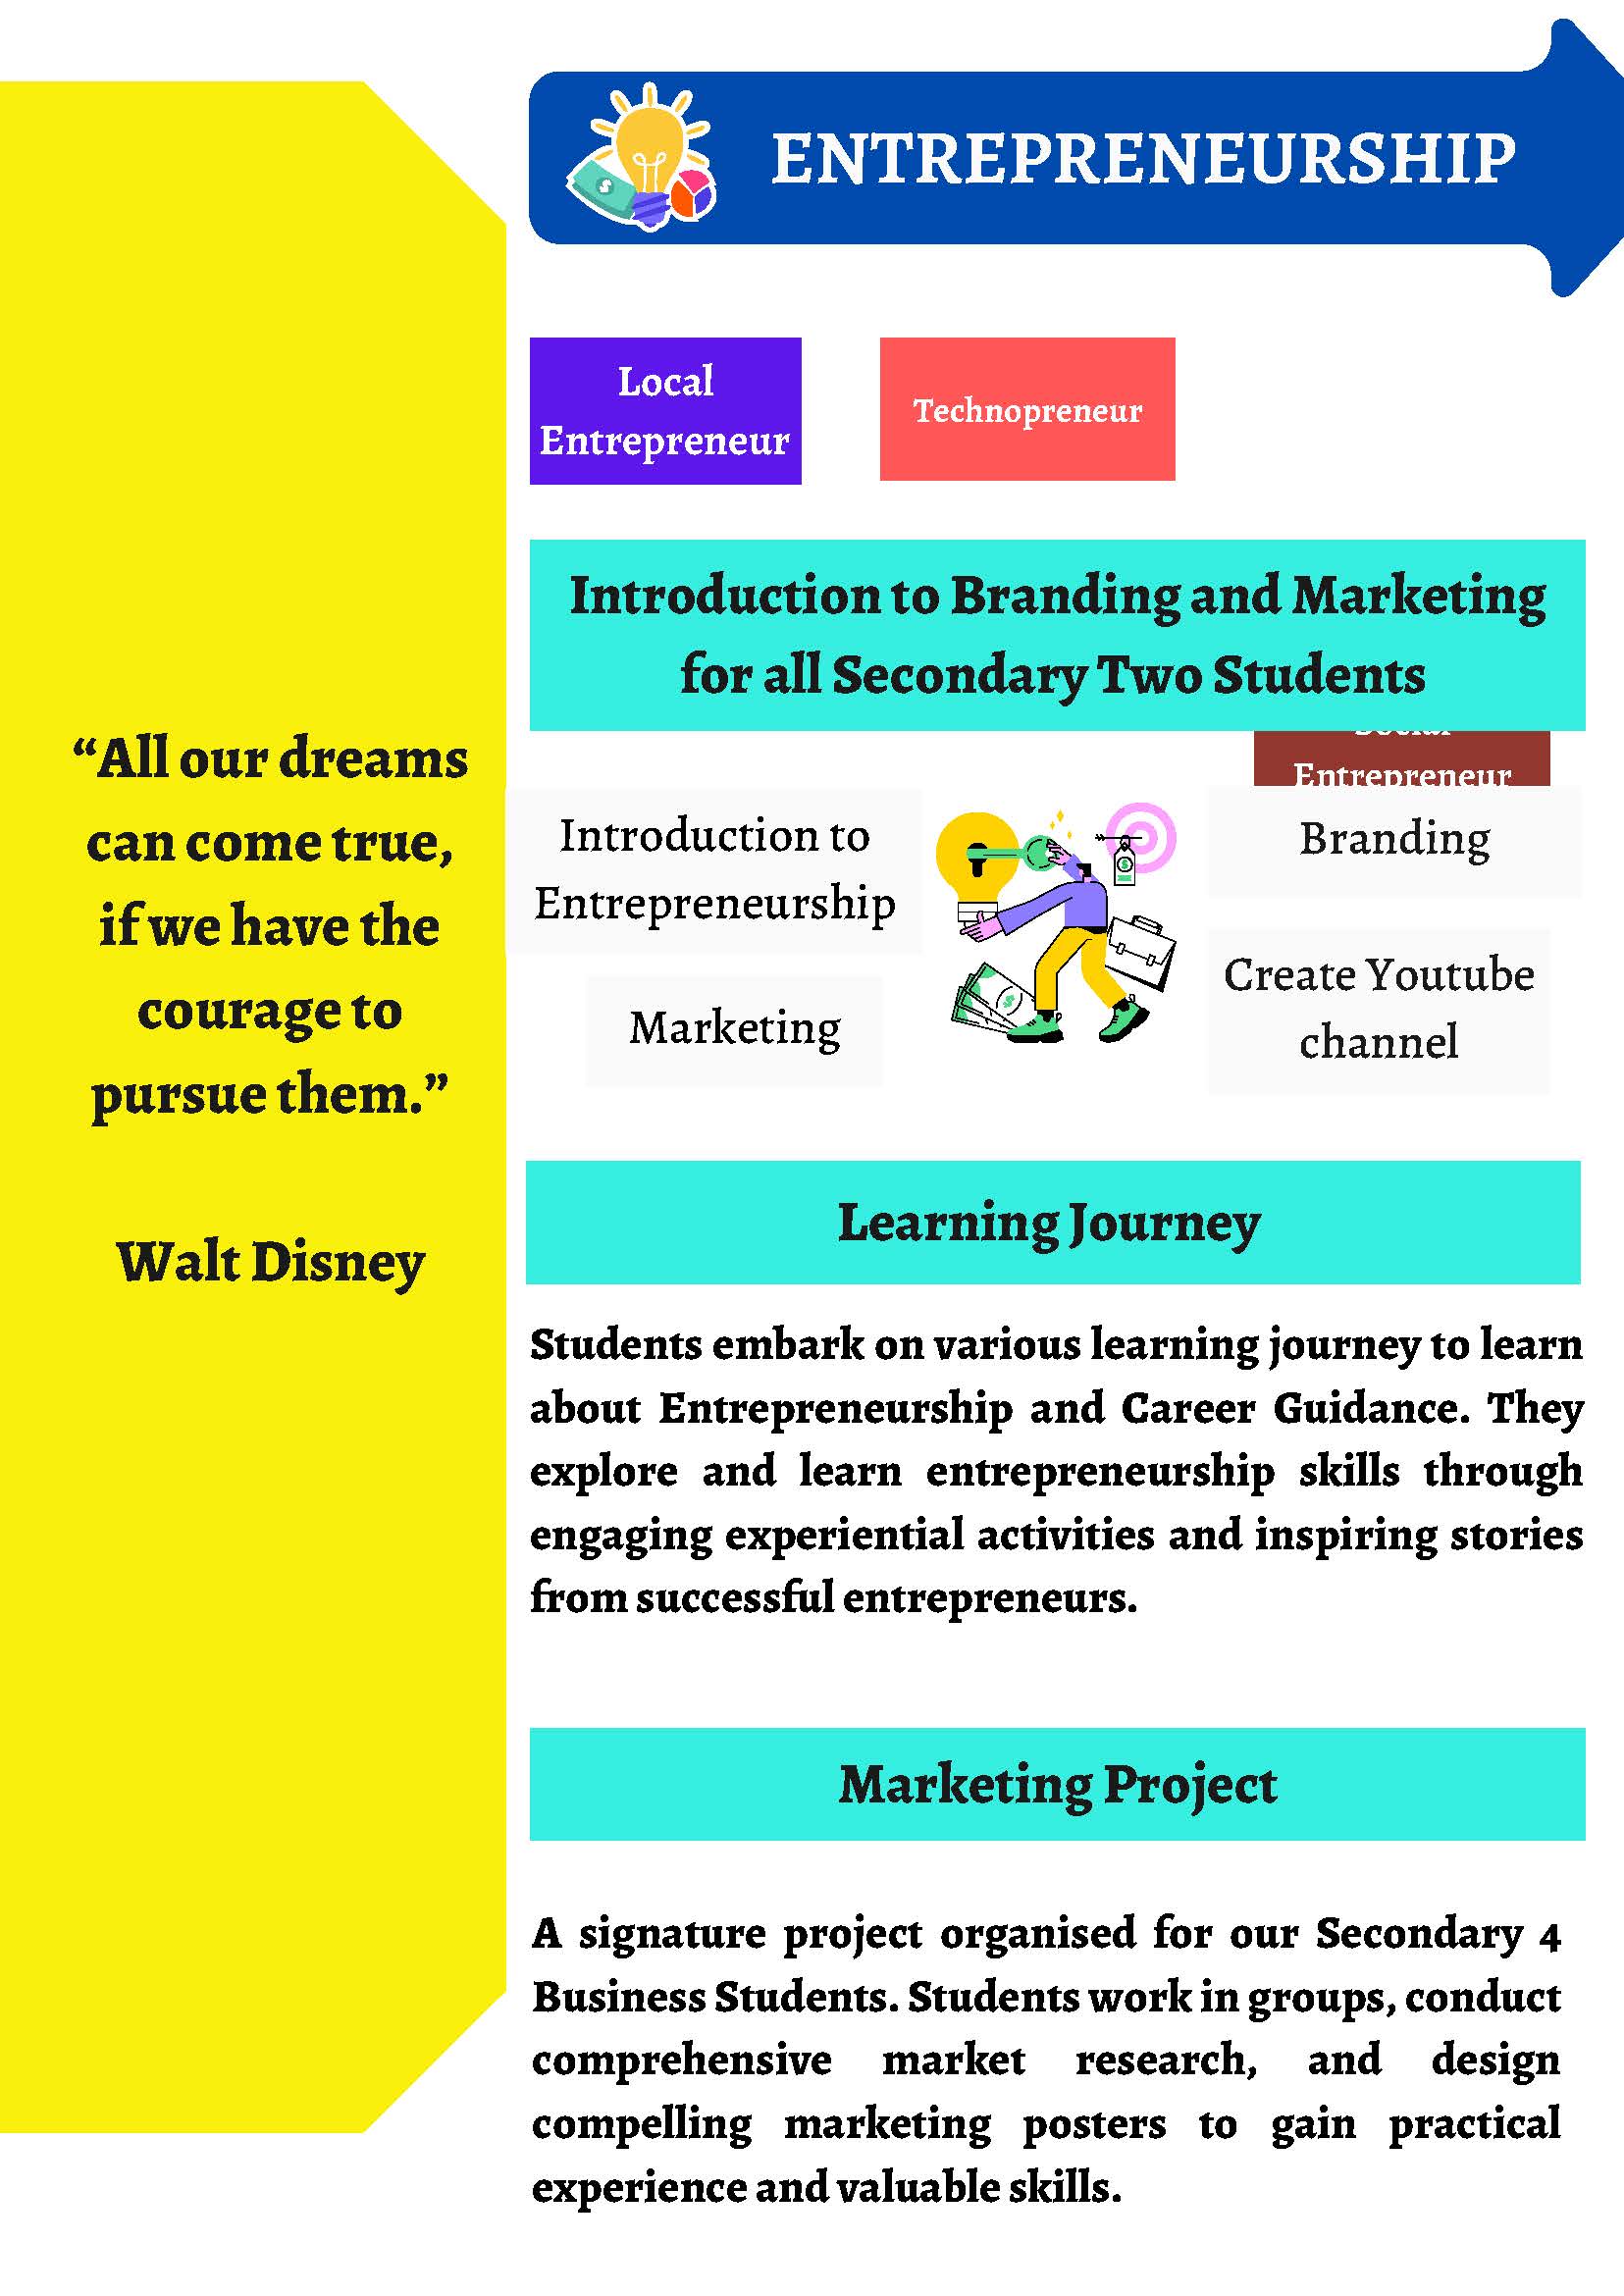 ENTREPRENEURSHIP
Local
Entrepreneur
Technopreneur
Introduction to Branding and Marketing
for all Secondary Two Students
Social
Entrepreneur
“All our dreams
can come true,
if we have the
courage to
pursue them.”
Walt Disney
Introduction to
Entrepreneurship
Marketing
Branding
Create Youtube
channel
Learning Journey
Students embark on various learning journey to learn
about Entrepreneurship and Career Guidance. They
explore and learn entrepreneurship skills through
engaging experiential activities and inspiring stories
from successful entrepreneurs.
Marketing Project
A signature project organised for our Secondary 4
Business Students. Students work in groups, conduct
comprehensive market research, and design
compelling marketing posters to gain practical
experience and valuable skills.